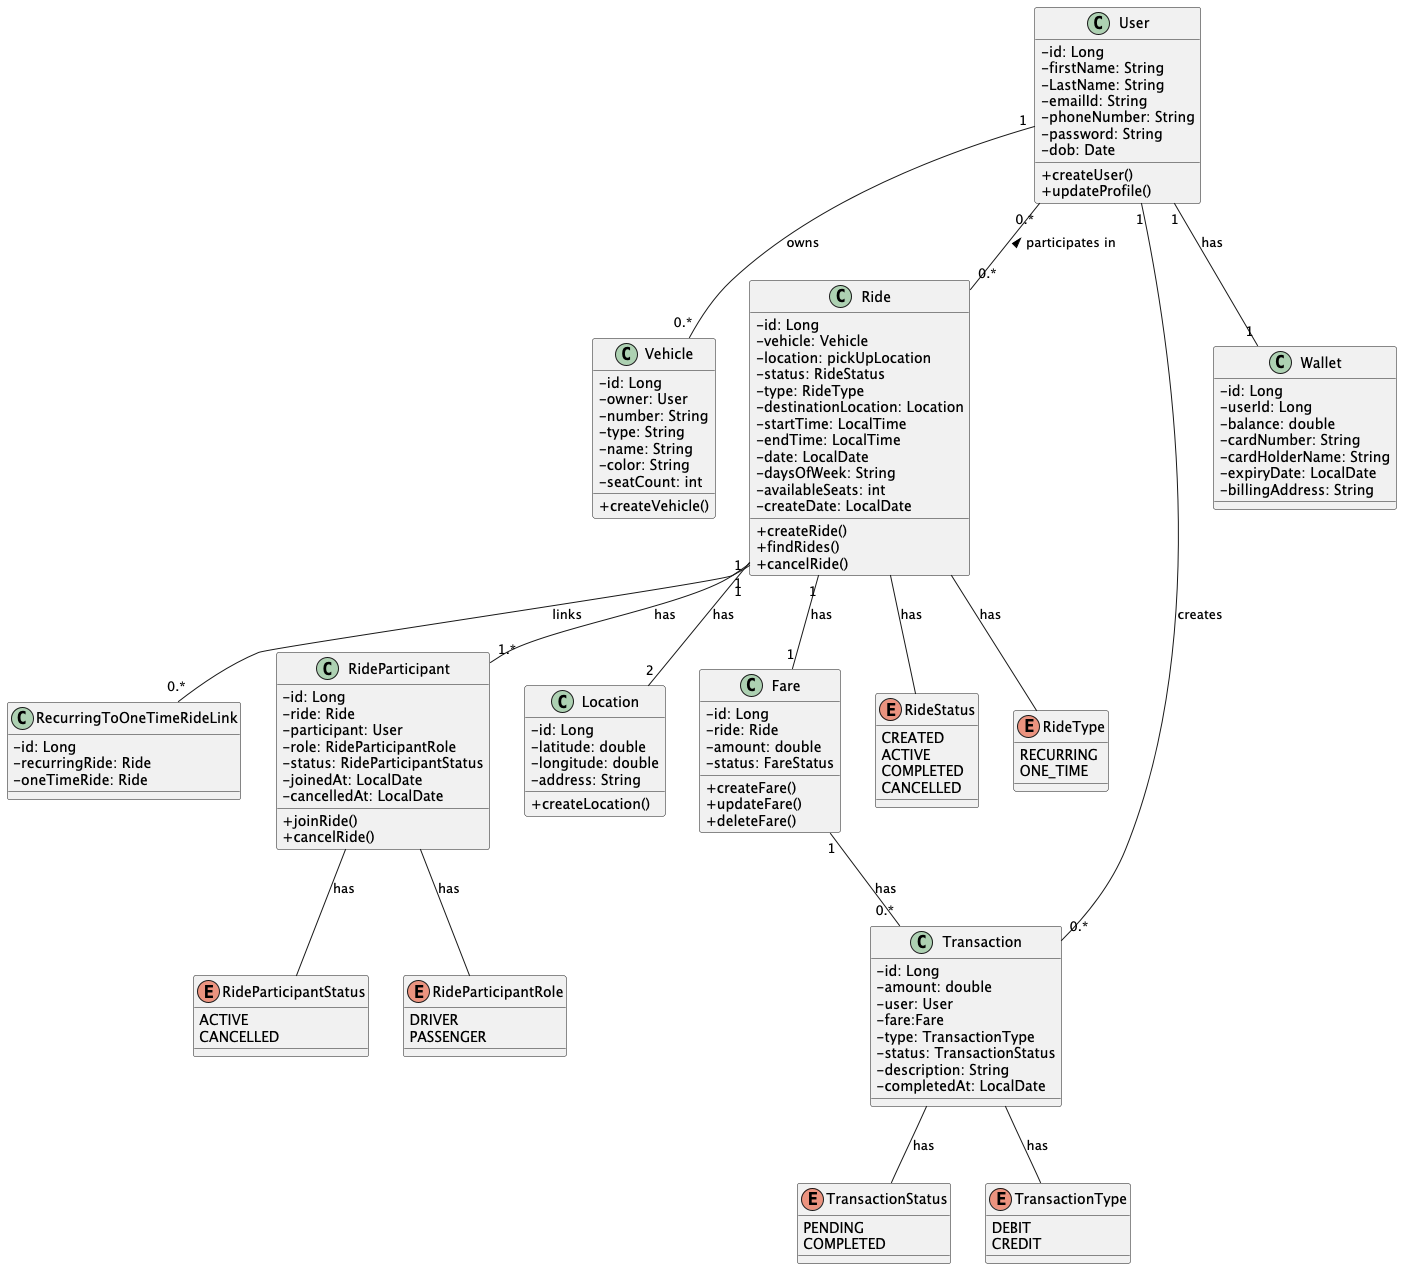 C User
-id: Long
-firstName: String
-LastName: String
-emailId: String
-phoneNumber: String
-password: String
-dob: Date
+createUser()
+updateProfile()
1
0.*
1
1
owns
participates in
has
0.*
0.*
1
C Vehicle
-id: Long
-owner: User
-number: String
-type: String
-name: String
-color: String
-seatCount: int
+createVehicle()
C Ride
-id: Long
-vehicle: Vehicle
-location: pickUpLocation
-status: RideStatus
-type: RideType
-destinationLocation: Location
-startTime: LocalTime
-endTime: LocalTime
-date: LocalDate
-daysOfWeek: String
-availableSeats: int
-createDate: LocalDate
+createRide()
+findRides()
+cancelRide()
C Wallet
-id: Long
-userId: Long
-balance: double
-cardNumber: String
-cardHolderName: String
-expiryDate: LocalDate
-billingAddress: String
1
1
1
1
links
has
has
has
has
has
creates
0.*
1.*
2
1
C RecurringToOneTimeRideLink
-id: Long
-recurringRide: Ride
-oneTimeRide: Ride
C RideParticipant
-id: Long
-ride: Ride
-participant: User
-role: RideParticipantRole
-status: RideParticipantStatus
-joinedAt: LocalDate
-cancelledAt: LocalDate
+joinRide()
+cancelRide()
C Location
-id: Long
-latitude: double
-longitude: double
-address: String
+createLocation()
C Fare
-id: Long
-ride: Ride
-amount: double
-status: FareStatus
+createFare()
+updateFare()
+deleteFare()
E RideStatus
CREATED
ACTIVE
COMPLETED
CANCELLED
E RideType
RECURRING
ONE_TIME
1
has
has
has
0.*
0.*
E RideParticipantStatus
ACTIVE
CANCELLED
E RideParticipantRole
DRIVER
PASSENGER
C Transaction
-id: Long
-amount: double
-user: User
-fare:Fare
-type: TransactionType
-status: TransactionStatus
-description: String
-completedAt: LocalDate
has
has
E TransactionStatus
PENDING
COMPLETED
E TransactionType
DEBIT
CREDIT